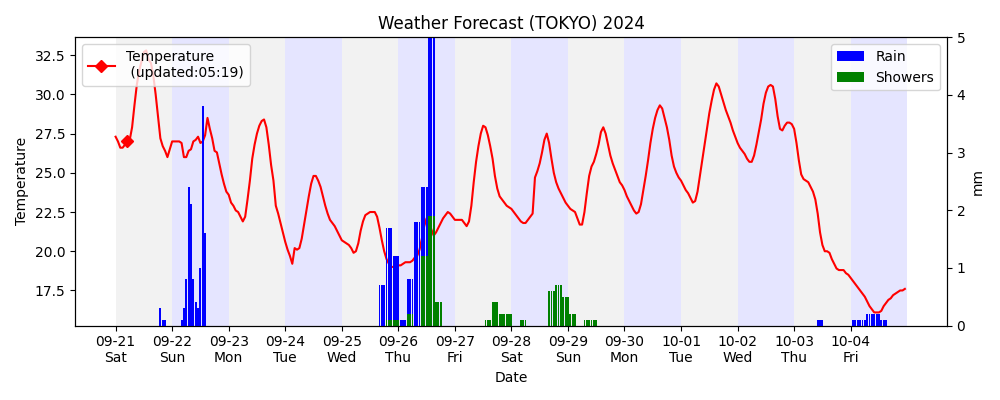 Weather Forecast (TOKYO) 2024
Temperature
(updated:05:19)
Rain
Showers
Temperature
32.5
30.0
27.5
25.0
22.5
20.0
17.5
5
4
3
2
1
0
mm
09-21 09-22 09-23 09-24 09-25 09-26 09-27 09-28 09-29 09-30 10-01 10-02 10-03 10-04
Sat Sun Mon Tue Wed Thu Fri Sat Sun Mon Tue Wed Thu Fri
Date